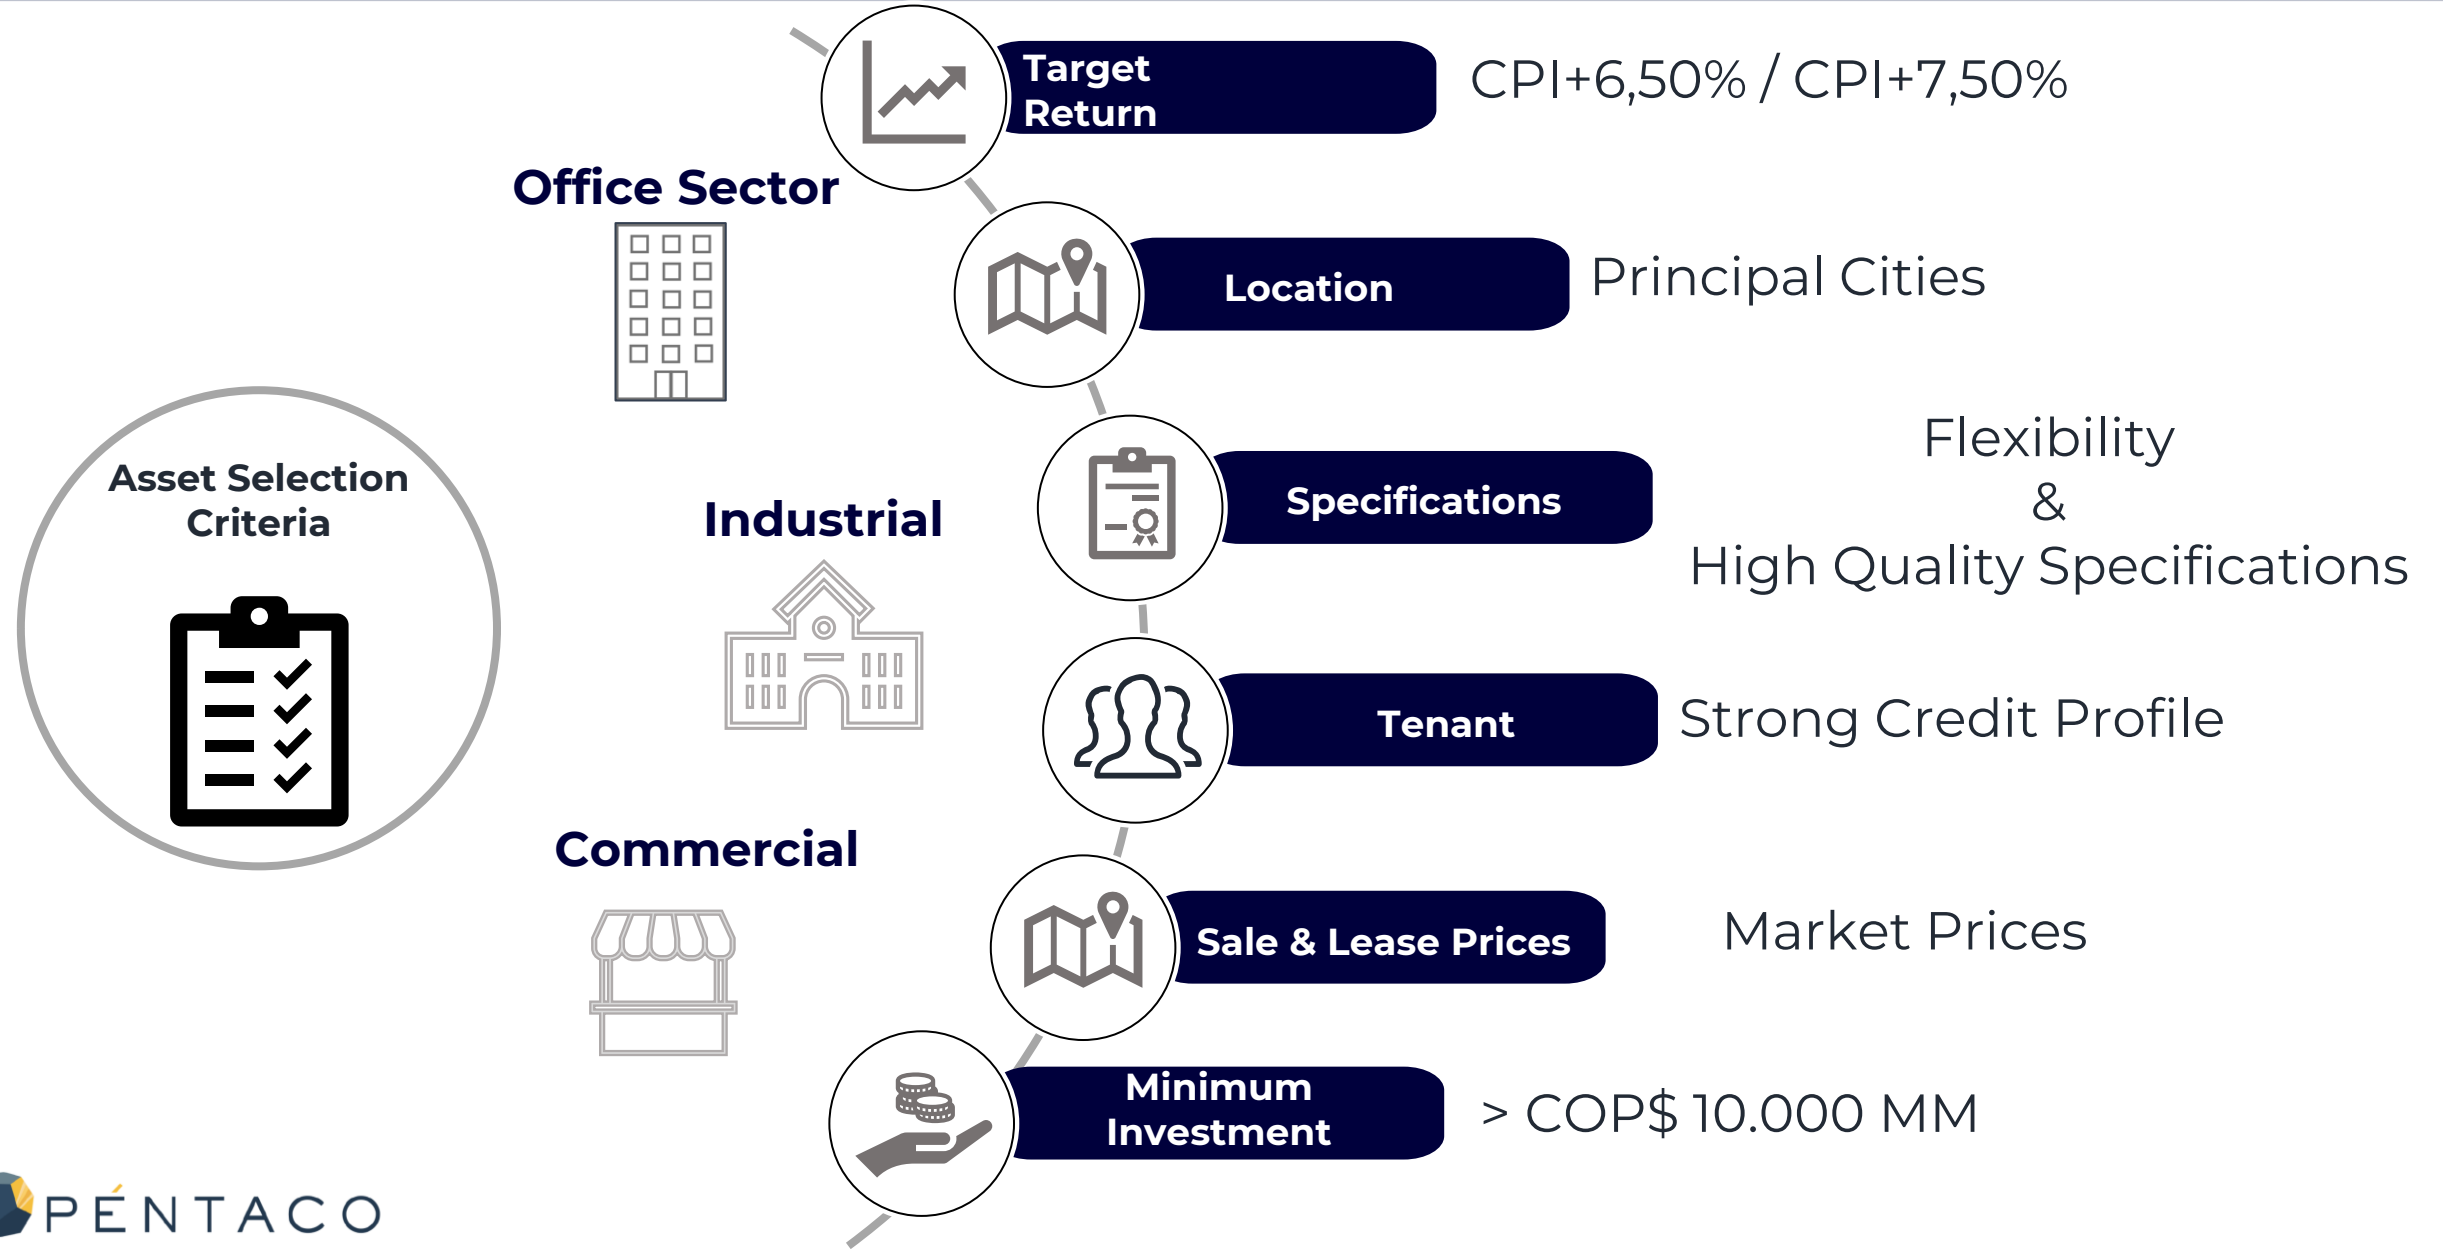 Target
Return
CPI+6,50% / CPI+7,50%
Office Sector
Location
Principal Cities
Asset Selection
Criteria
Industrial
Specifications
Flexibility
&
High Quality Specifications
Tenant
Strong Credit Profile
Commercial
Sale & Lease Prices
Market Prices
Minimum
Investment
> COP$ 10.000 MM
PÉNTACO